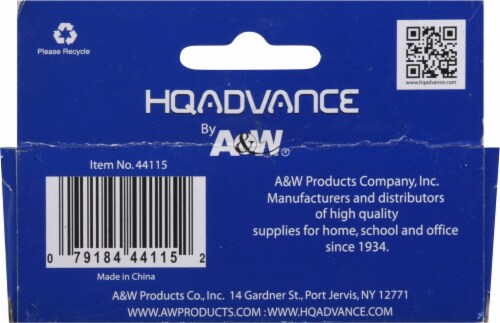 Please Recycle
www.hqadvance.com
HQADVANCE
By A&W®
Item No. 44115
0 79184 44115 2
Made in China
A&W Products Company, Inc.
Manufacturers and distributors
of high quality
supplies for home, school and office
since 1934.
A&W Products Co., Inc. 14 Gardner St., Port Jervis, NY 12771
WWW.AWPRODUCTS.COM : WWW.HQADVANCE.COM